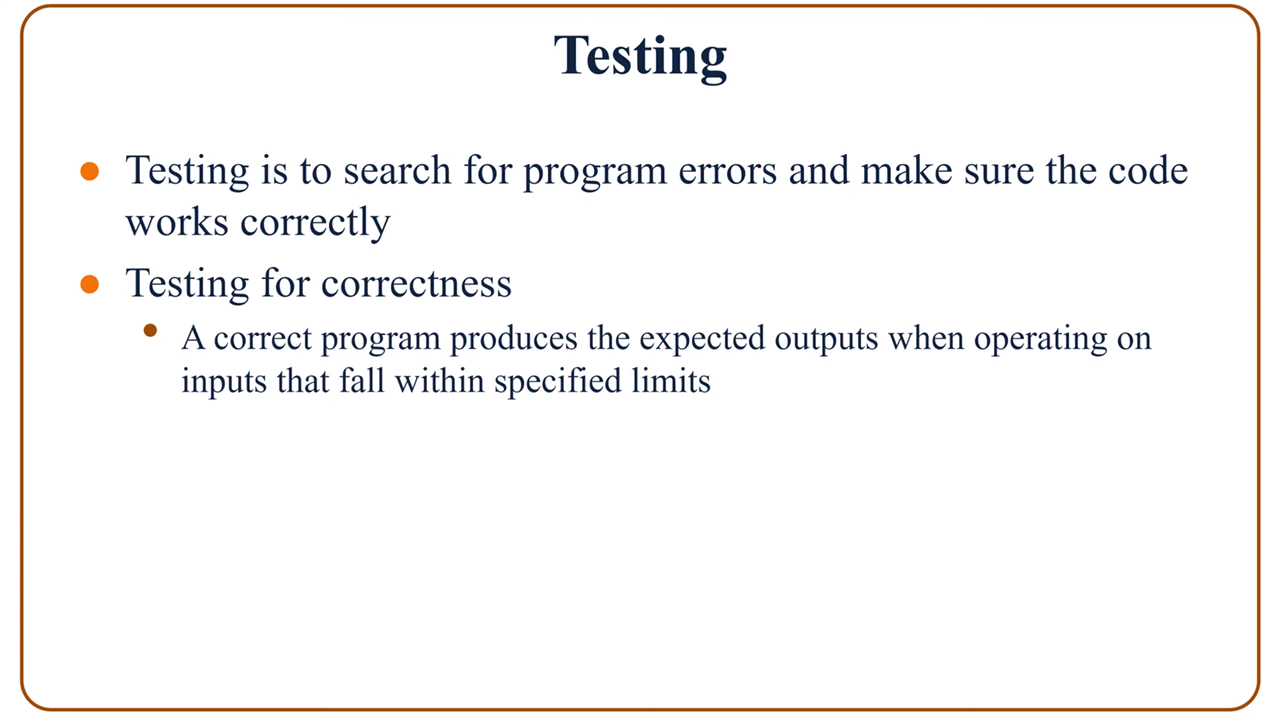 Testing
Testing is to search for program errors and make sure the code
works correctly
Testing for correctness
A correct program produces the expected outputs when operating on
inputs that fall within specified limits